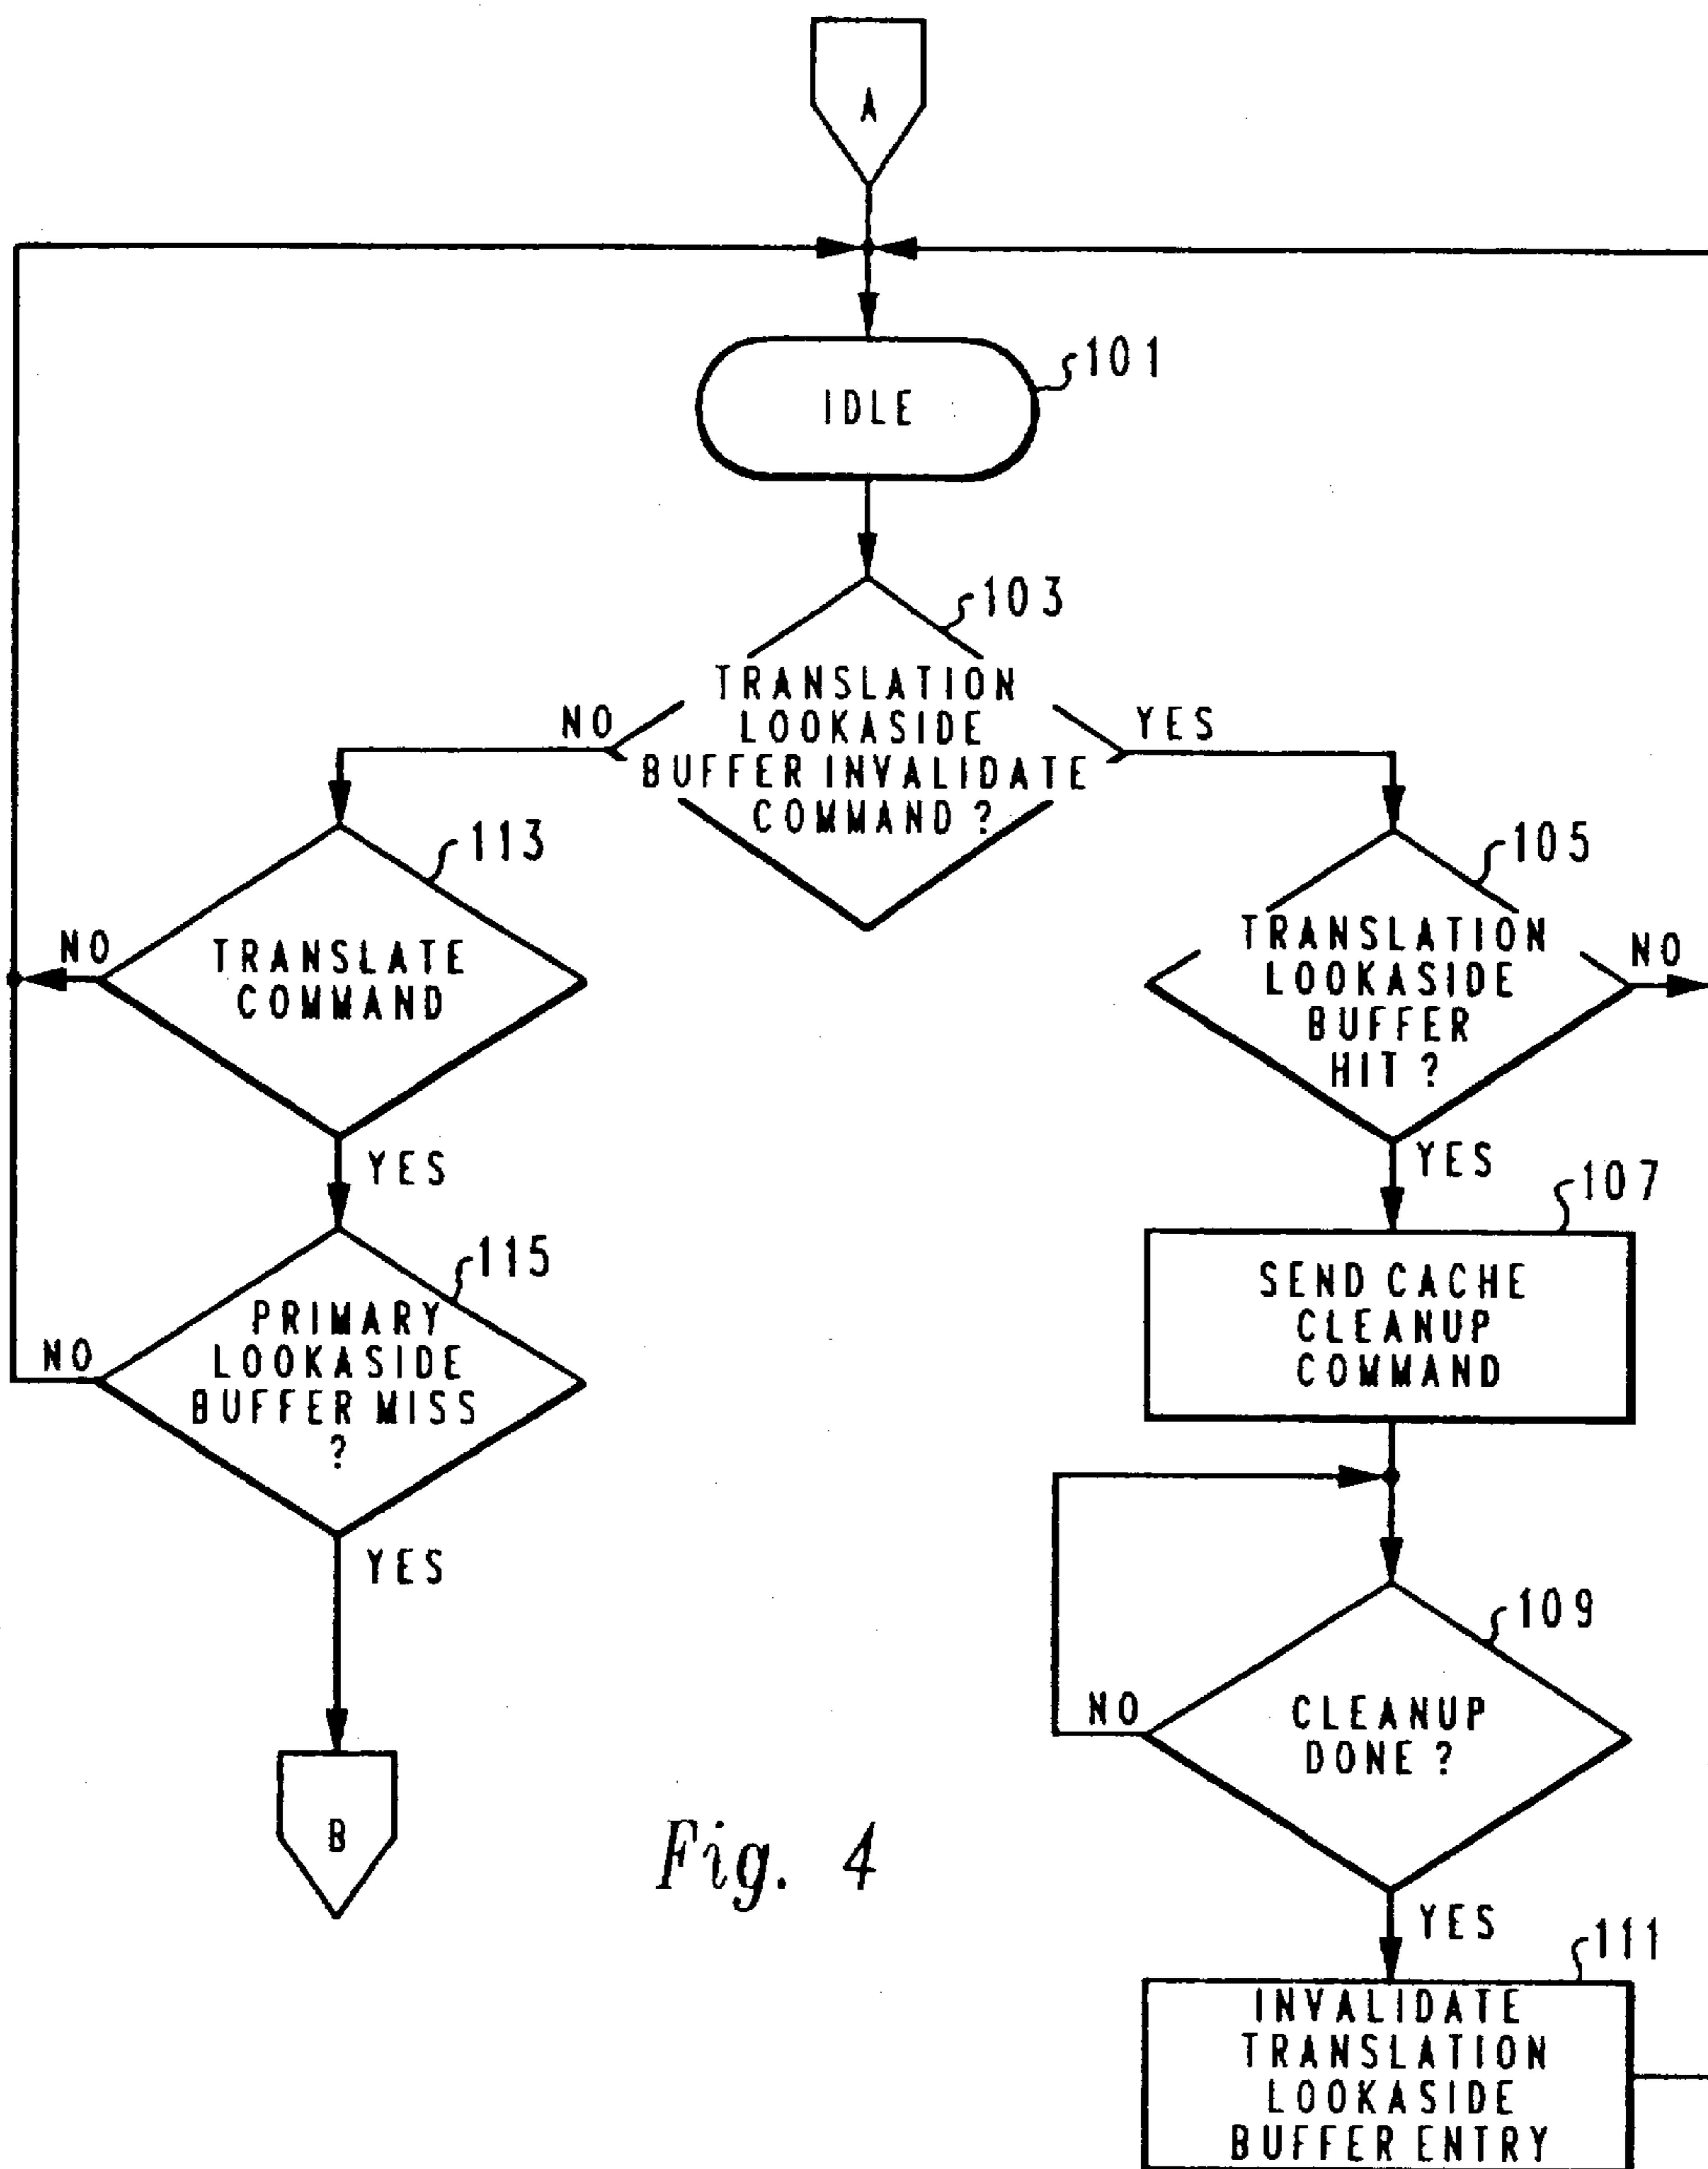 A
IDLE
101
103
TRANSLATION
LOOKASIDE
BUFFER INVALIDATE
COMMAND ?
NO
YES
113
TRANSLATE
COMMAND
NO
YES
105
TRANSLATION
LOOKASIDE
BUFFER
HIT ?
NO
YES
115
PRIMARY
LOOKASIDE
BUFFER MISS
?
NO
YES
107
SEND CACHE
CLEANUP
COMMAND
109
CLEANUP
DONE ?
NO
YES
B
111
INVALIDATE
TRANSLATION
LOOKASIDE
BUFFER ENTRY
Fig. 4